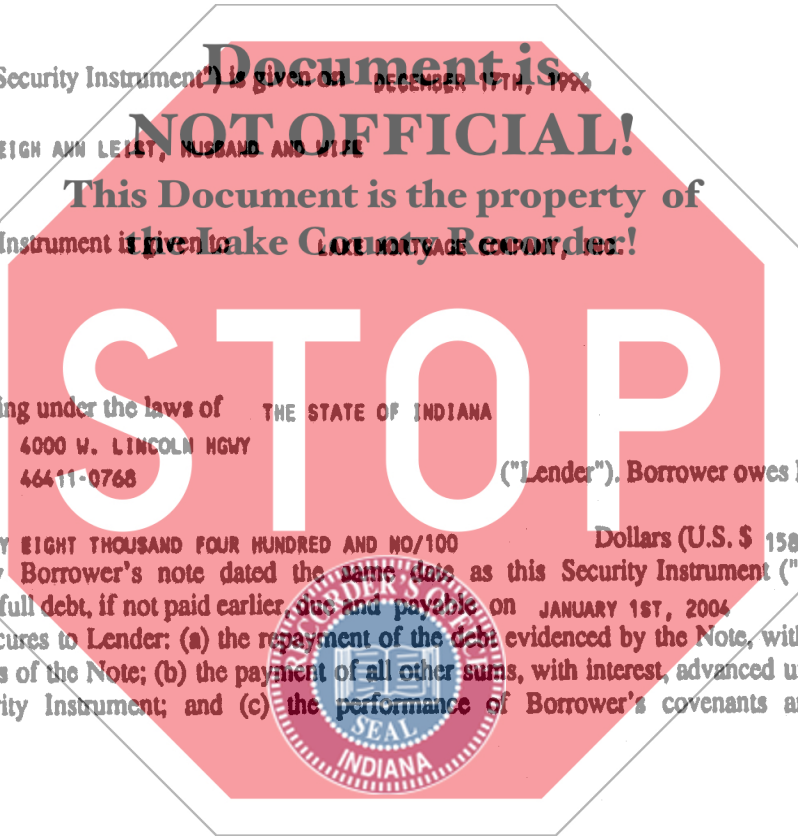 Document is
Security Instrument") is given on DECEMBER 17TH, 1996
NOT OFFICIAL!
EIGH ANN LEIST, HUSBAND AND WIFE
This Document is the property of
the Lake County Recorder!
Instrument is given to LAKE MORTGAGE COMPANY, INC.
STOP
ing under the laws of THE STATE OF INDIANA
4000 W. LINCOLN HGWY
46411-0768 ("Lender"). Borrower owes
Y EIGHT THOUSAND FOUR HUNDRED AND NO/100 Dollars (U.S. $ 158
Borrower's note dated the same date as this Security Instrument ("
full debt, if not paid earlier, due and payable on JANUARY 1ST, 2004
cures to Lender: (a) the repayment of the debt evidenced by the Note, with
s of the Note; (b) the payment of all other sums, with interest, advanced u
rity Instrument; and (c) the performance of Borrower's covenants a
SEAL
INDIANA